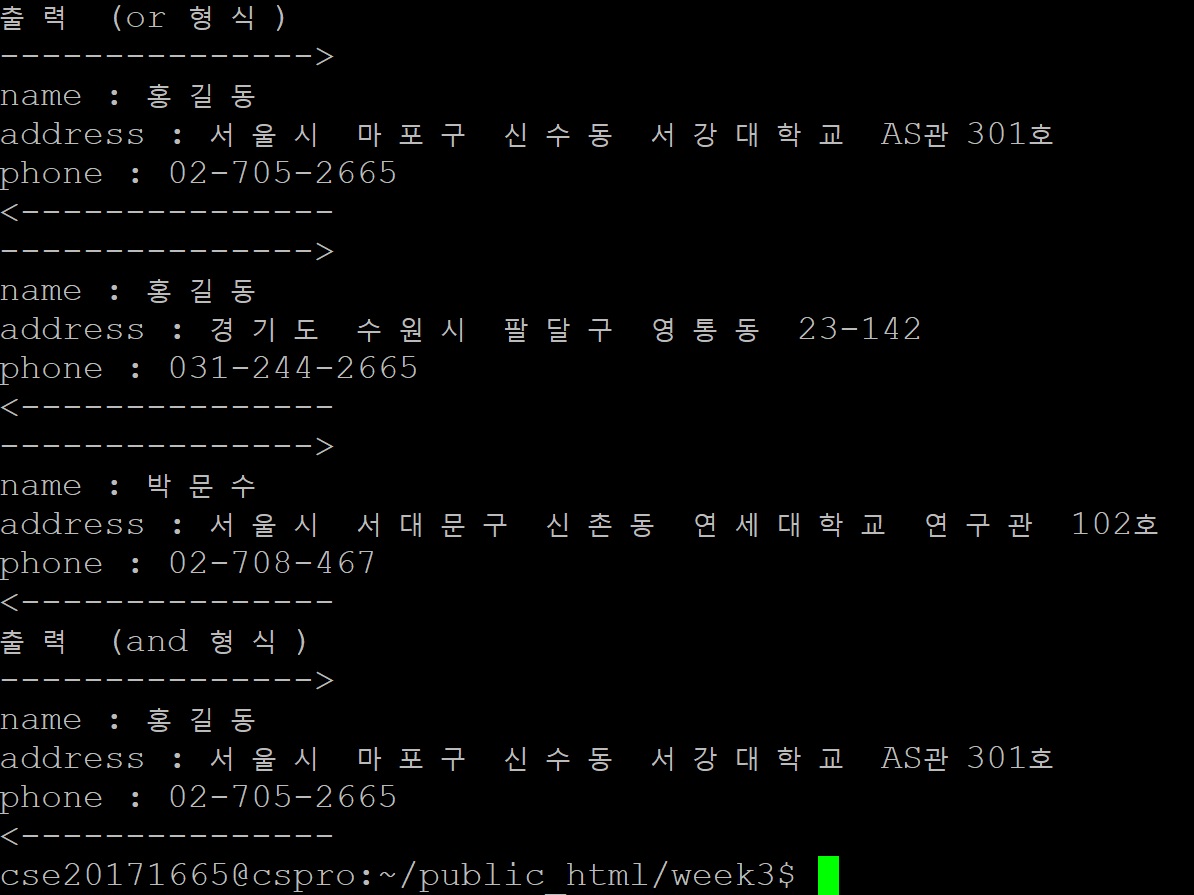 출력 (or 형식)
--------------->
name : 홍길동
address : 서울시 마포구 신수동 서강대학교 AS관 301호
phone : 02-705-2665
<---------------
--------------->
name : 홍길동
address : 경기도 수원시 팔달구 영통동 23-142
phone : 031-244-2665
<---------------
--------------->
name : 박문수
address : 서울시 서대문구 신촌동 연세대학교 연구관 102호
phone : 02-708-467
<---------------
출력 (and 형식)
--------------->
name : 홍길동
address : 서울시 마포구 신수동 서강대학교 AS관 301호
phone : 02-705-2665
<---------------
cse20171665@cspro:~/public_html/week3$